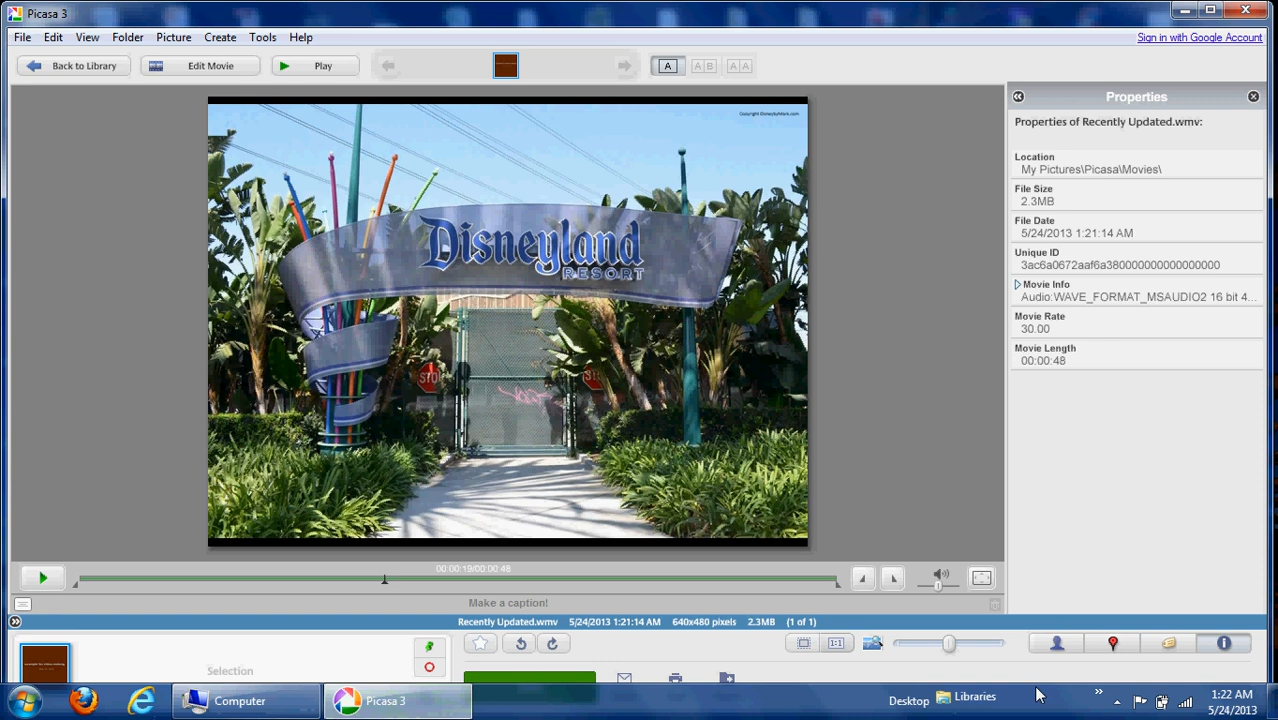 Picasa 3
File Edit View Folder Picture Create Tools Help
Sign in with Google Account
Back to Library Edit Movie Play
A AB AA
Properties
Properties of Recently Updated.wmv:
Location
My Pictures\Picasa\Movies\
File Size
2.3MB
File Date
5/24/2013 1:21:14 AM
Unique ID
3ac6a0672aaf6a380000000000000000
Movie Info
Audio:WAVE_FORMAT_MSAUDIO2 16 bit 4...
Movie Rate
30.00
Movie Length
00:00:48
Copyright DisneybyMark.com
Disneyland
RESORT
STOP
00:00:19/00:00:48
Make a caption!
Recently Updated.wmv 5/24/2013 1:21:14 AM 640x480 pixels 2.3MB (1 of 1)
1:1
Selection
Computer
Picasa 3
Desktop
Libraries
1:22 AM
5/24/2013